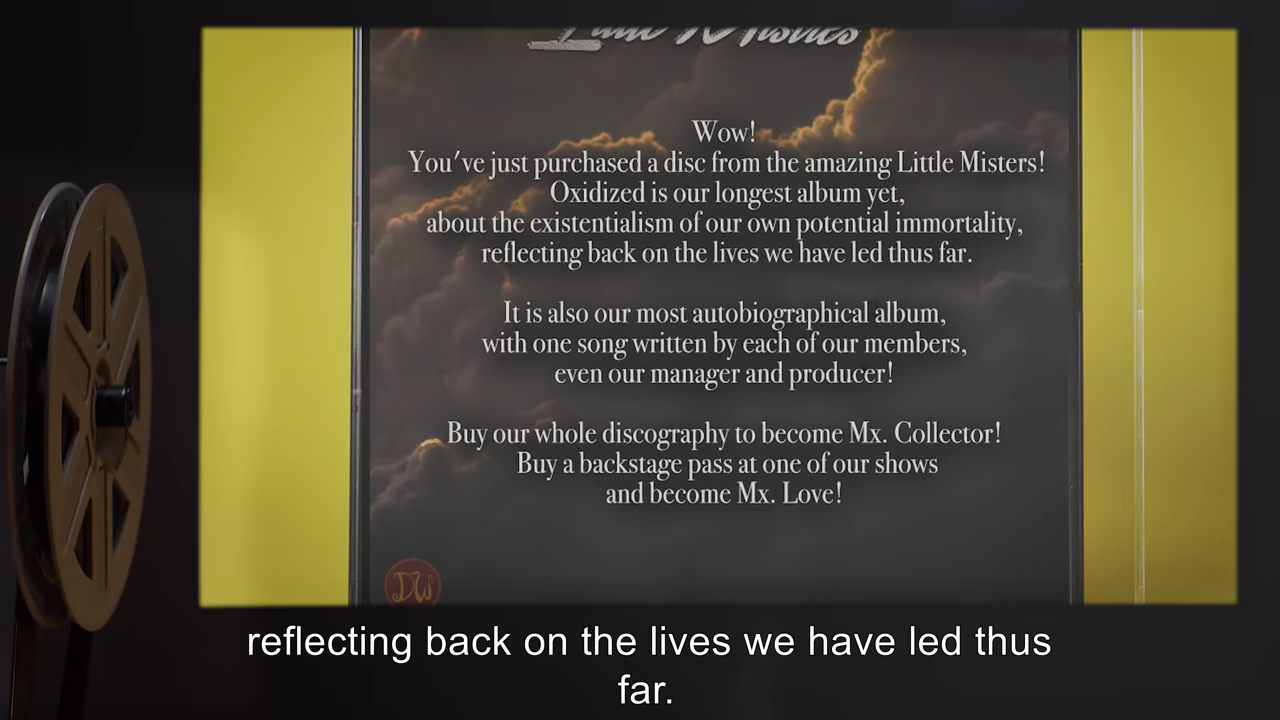 Little Misters
Wow!
You've just purchased a disc from the amazing Little Misters!
Oxidized is our longest album yet,
about the existentialism of our own potential immortality,
reflecting back on the lives we have led thus far.
It is also our most autobiographical album,
with one song written by each of our members,
even our manager and producer!
Buy our whole discography to become Mx. Collector!
Buy a backstage pass at one of our shows
and become Mx. Love!
DW
reflecting back on the lives we have led thus
far.